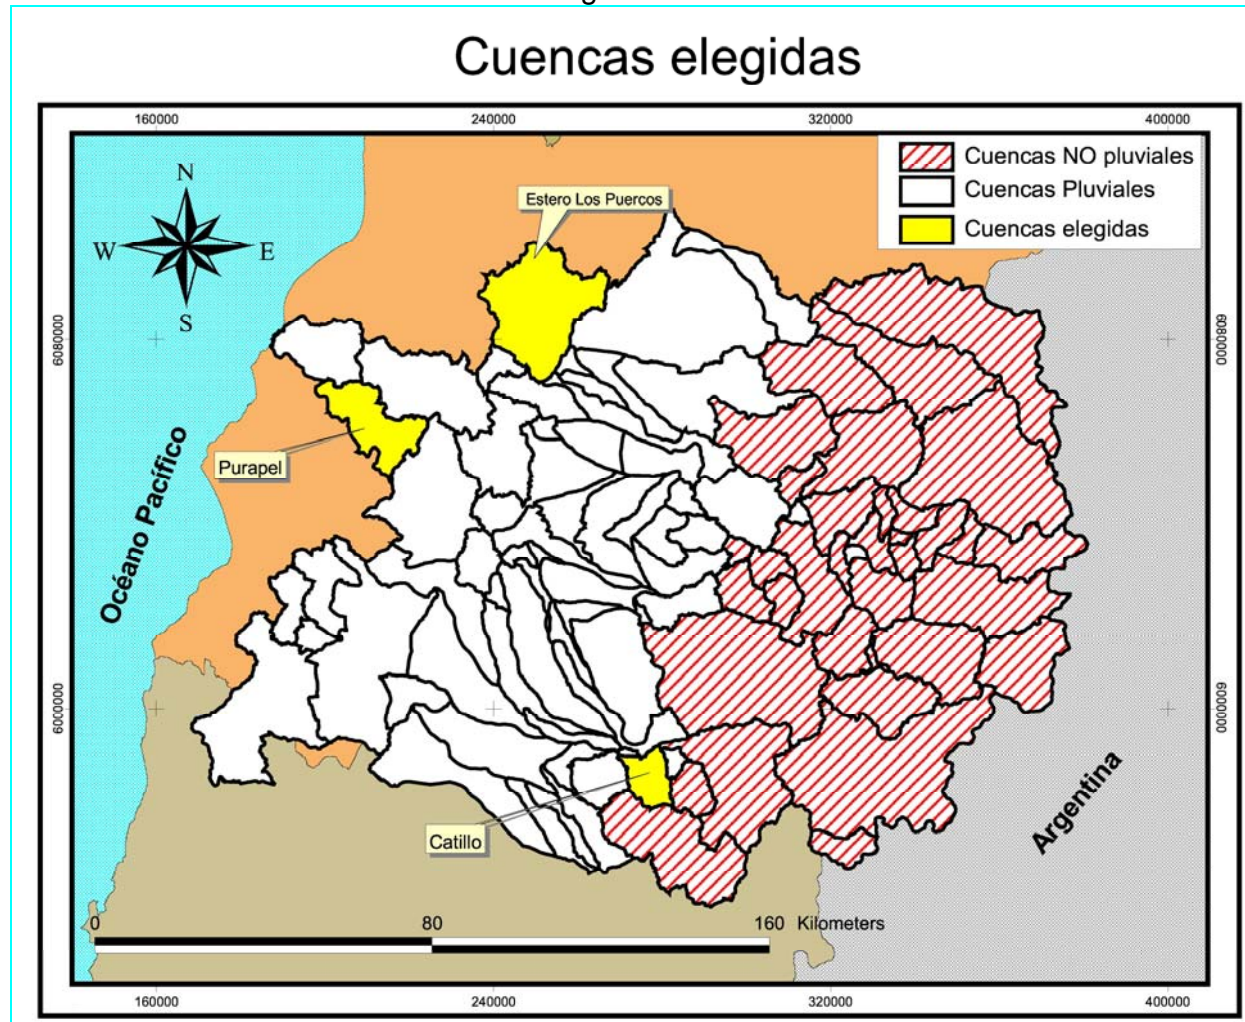 g
Cuencas elegidas
160000 240000 320000 400000
Cuencas NO pluviales
Cuencas Pluviales
Cuencas elegidas
N
W E
S
Estero Los Puercos
6080000 6080000
Purapel
Océano Pacífico
6000000 6000000
Catillo
Argentina
0 80 160 Kilometers
160000 240000 320000 400000